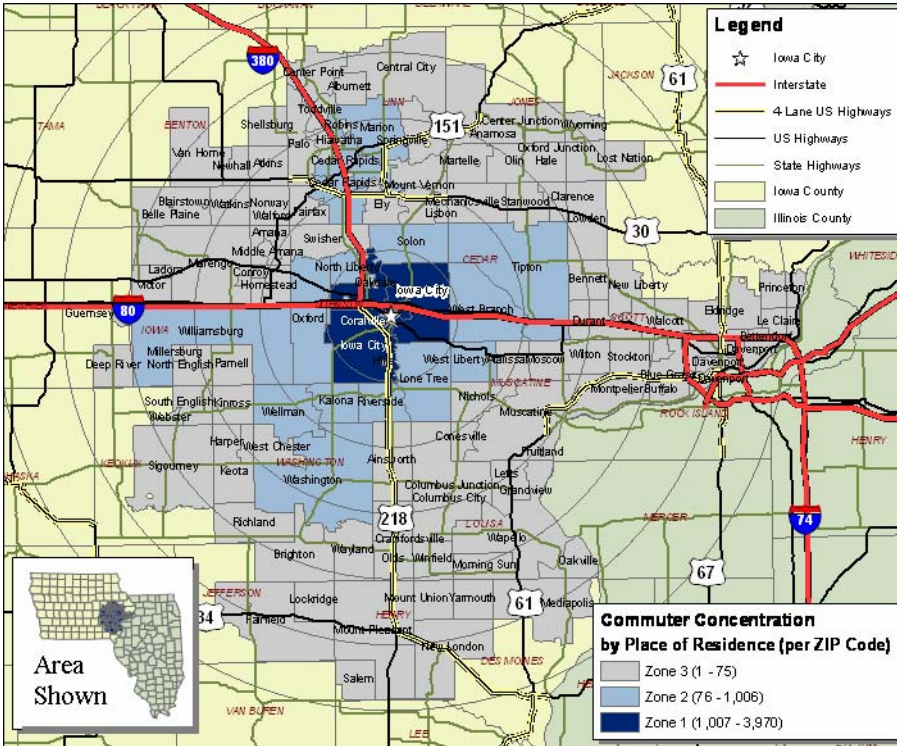 Legend
Iowa City
Interstate
4-Lane US Highways
US Highways
State Highways
Iowa County
Illinois County
380
61
JACKSON
Center Point
Central City
Alburnett
LINN
JONES
Toddville
TAMA
BENTON
Shellsburg
Robins
Marion
151
Center Junction
Wyoming
Palo
Hiawatha
Springville
Anamosa
Van Horne
Oxford Junction
Newhall
Atkins
Cedar Rapids
Martelle
Olin
Hale
Lost Nation
Cedar Rapids
Mount Vernon
Blairstown
Watkins
Norway
Ely
Mechanicsville
Stanwood
Clarence
Belle Plaine
Walford
Fairfax
Lisbon
Lowden
30
Amana
Swisher
Solon
Middle Amana
CEDAR
WHITESID
Marengo
North Liberty
Tipton
Ladora
Conroy
Bennett
Princeton
Victor
Homestead
Oakdale
Iowa City
New Liberty
80
Guernsey
West Branch
Eldridge
Le Claire
IOWA
Williamsburg
Oxford
Coralville
Durant
SCOTT
Walcott
Bettendorf
Iowa City
Davenport
Millersburg
Hills
West Liberty
Atalissa
Moscow
Wilton
Stockton
Davenport
Deep River
North English
Parnell
Lone Tree
MUSCATINE
Blue Grass
Davenport
Montpelier
Buffalo
South English
Kinross
Kalona
Riverside
Nichols
Webster
Wellman
Muscatine
ROCK ISLAND
Harper
West Chester
Conesville
Fruitland
HENRY
KEOKUK
Sigourney
Keota
WASHINGTON
Ainsworth
Washington
Letts
Columbus Junction
Grandview
Columbus City
74
Richland
218
LOUISA
MERCER
Crawfordsville
Wapello
Brighton
Wayland
Olds
Winfield
Oakville
Morning Sun
67
JEFFERSON
Lockridge
Mount Union
Yarmouth
61
Mediapolis
34
Fairfield
HENRY
Mount Pleasant
New London
DES MOINES
Salem
VAN BUREN
LEE
Area
Shown
Commuter Concentration
by Place of Residence (per ZIP Code)
Zone 3 (1 - 75)
Zone 2 (76 - 1,006)
Zone 1 (1,007 - 3,970)